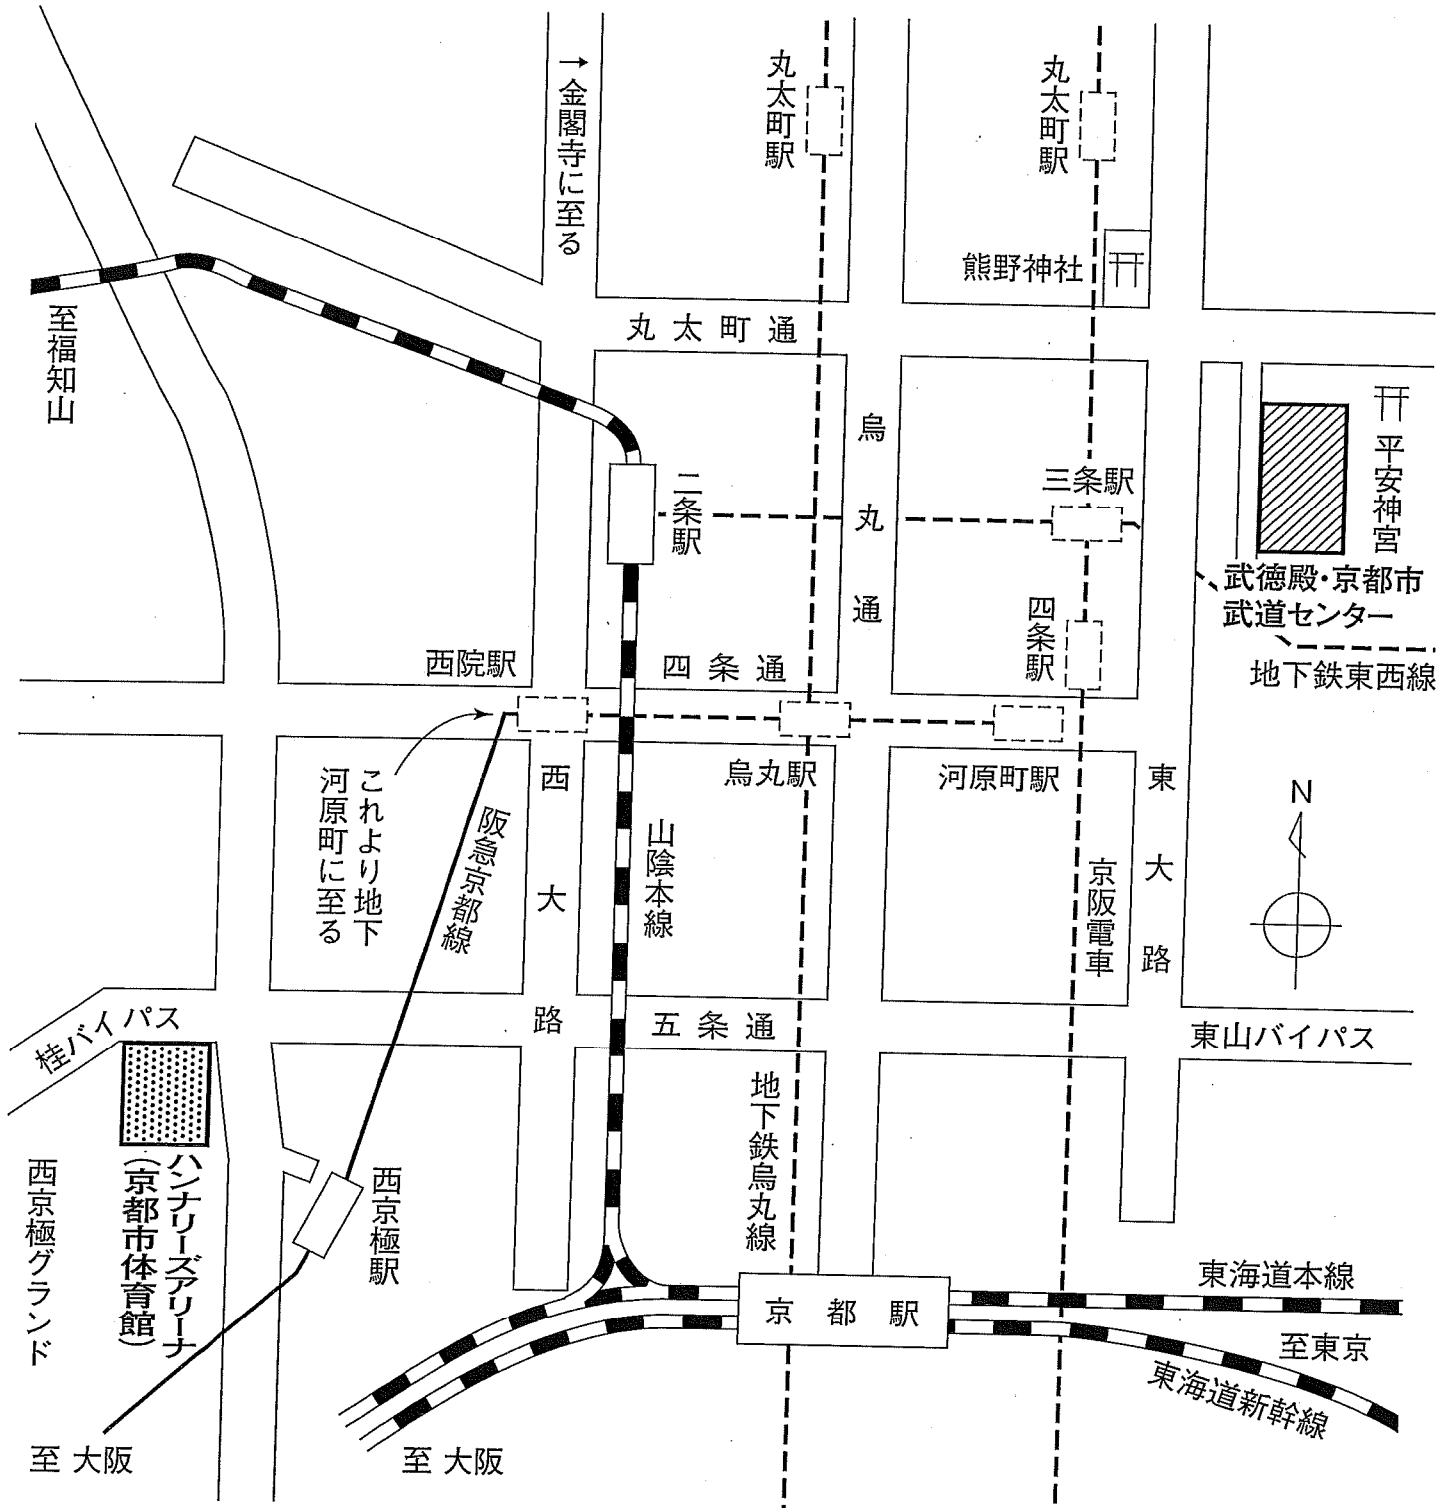 →金閣寺に至る
丸太町駅
丸太町駅
熊野神社
至福知山
丸太町通
烏丸通
平安神宮
二条駅
三条駅
武徳殿・京都市
武道センター
地下鉄東西線
四条駅
西院駅
四条通
烏丸駅
河原町駅
これより地下
河原町に至る
阪急京都線
西大路
山陰本線
京阪電車
東大路
N
桂バイパス
五条通
東山バイパス
地下鉄烏丸線
ハンナリーズアリーナ
（京都市体育館）
西京極グランド
西京極駅
京都駅
東海道本線
至東京
東海道新幹線
至 大阪
至 大阪